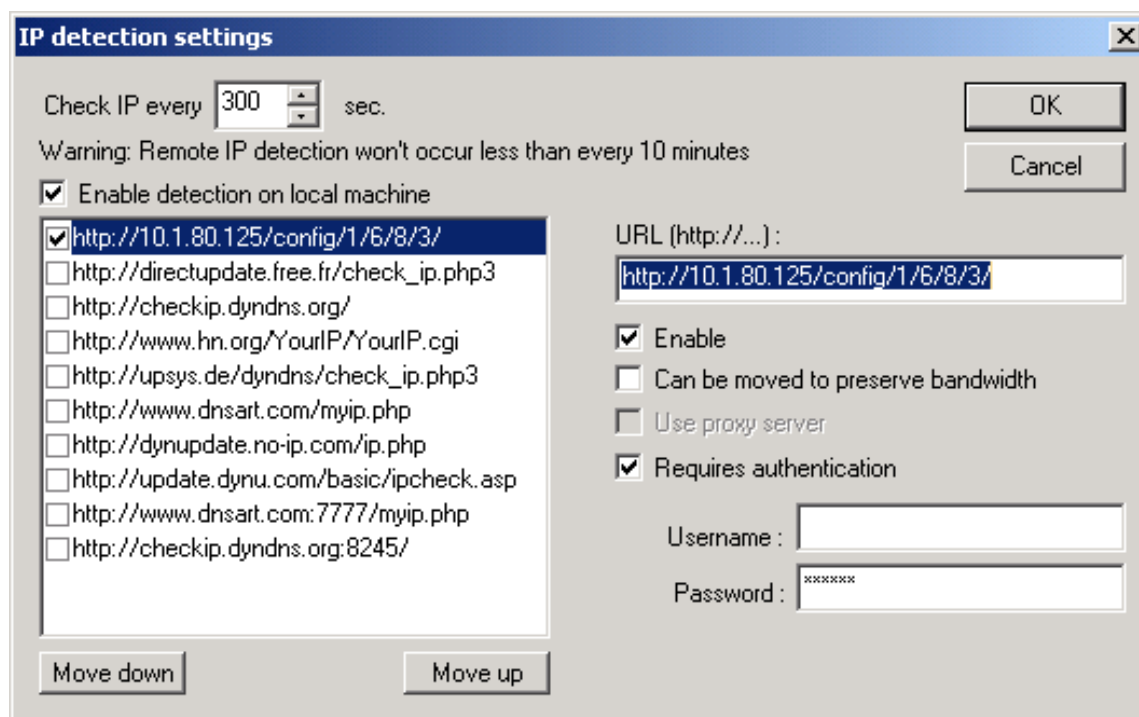 IP detection settings
Check IP every 300 sec.
OK
Warning: Remote IP detection won't occur less than every 10 minutes
Cancel
Enable detection on local machine
http://10.1.80.125/config/1/6/8/3/
http://directupdate.free.fr/check_ip.php3
http://checkip.dyndns.org/
http://www.hn.org/YourIP/YourIP.cgi
http://upsys.de/dyndns/check_ip.php3
http://www.dnsart.com/myip.php
http://dynupdate.no-ip.com/ip.php
http://update.dynu.com/basic/ipcheck.asp
http://www.dnsart.com:7777/myip.php
http://checkip.dyndns.org:8245/
Move down
Move up
URL (http://...) :
http://10.1.80.125/config/1/6/8/3/
Enable
Can be moved to preserve bandwidth
Use proxy server
Requires authentication
Username :
Password : ******